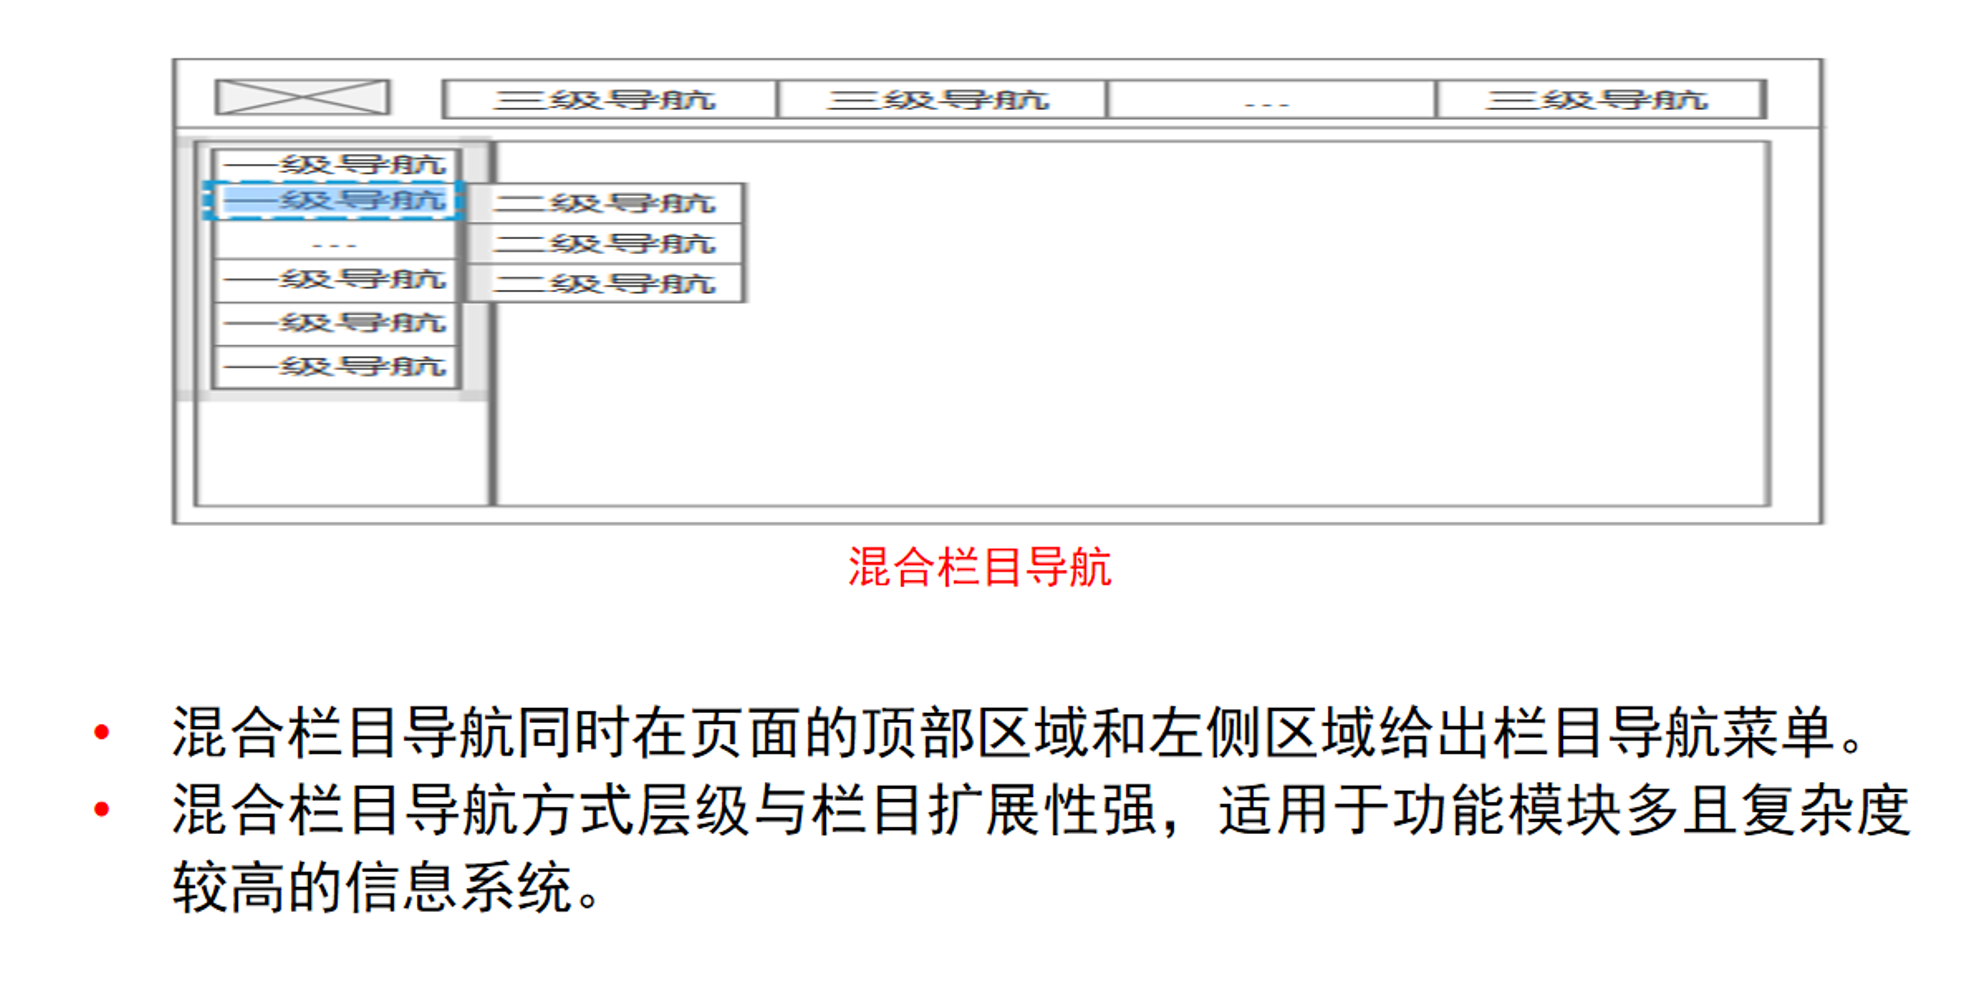 三级导航 三级导航 --- 三级导航
一级导航
一级导航 二级导航
--- 二级导航
一级导航 二级导航
一级导航
一级导航
混合栏目导航
• 混合栏目导航同时在页面的顶部区域和左侧区域给出栏目导航菜单。
• 混合栏目导航方式层级与栏目扩展性强，适用于功能模块多且复杂度
较高的信息系统。